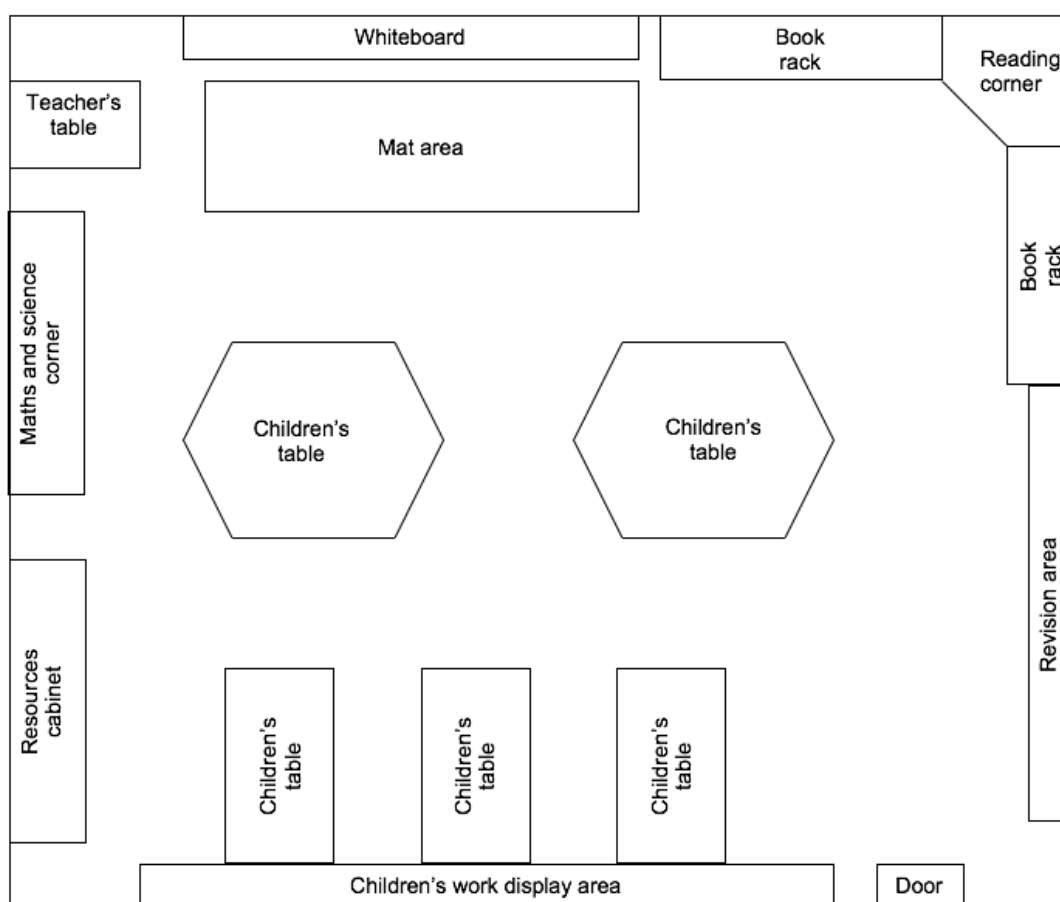 Whiteboard
Book
rack
Reading
corner
Teacher's
table
Mat area
Book
rack
Maths and science
corner
Children's
table
Children's
table
Revision area
Resources
cabinet
Children's
table
Children's
table
Children's
table
Children's work display area
Door